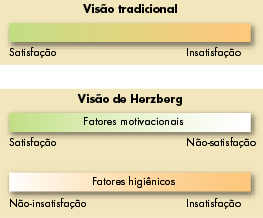 Visão tradicional
Satisfação Insatisfação
Visão de Herzberg
Fatores motivacionais
Satisfação Não-satisfação
Fatores higiênicos
Não-insatisfação Insatisfação